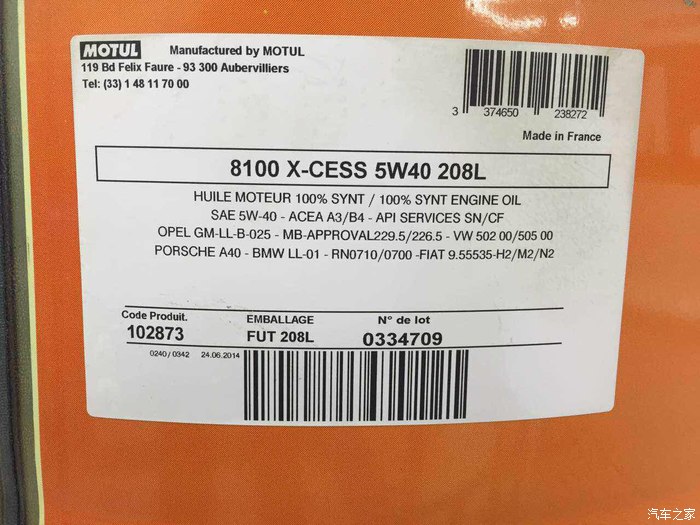 MOTUL Manufactured by MOTUL
119 Bd Felix Faure - 93 300 Aubervilliers
Tel: (33) 1 48 11 70 00
3 374650 238272
Made in France
8100 X-CESS 5W40 208L
HUILE MOTEUR 100% SYNT / 100% SYNT ENGINE OIL
SAE 5W-40 - ACEA A3/B4 - API SERVICES SN/CF
OPEL GM-LL-B-025 - MB-APPROVAL229.5/226.5 - VW 502 00/505 00
PORSCHE A40 - BMW LL-01 - RN0710/0700 -FIAT 9.55535-H2/M2/N2
Code Produit. EMBALLAGE N° de lot
102873 FUT 208L 0334709
0240 / 0342 24.06.2014
汽车之家